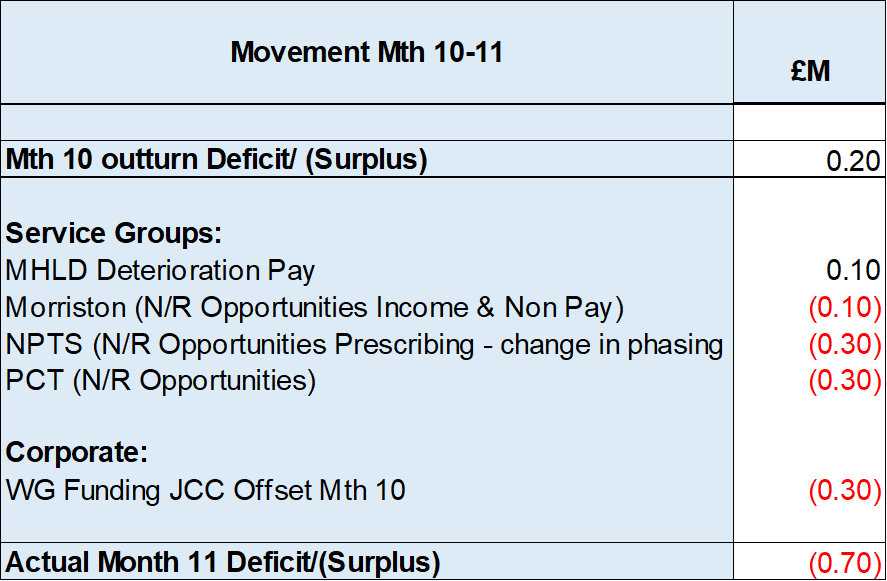 Movement Mth 10-11
£M
Mth 10 outturn Deficit/ (Surplus) 0.20
Service Groups:
MHLD Deterioration Pay 0.10
Morriston (N/R Opportunities Income & Non Pay) (0.10)
NPTS (N/R Opportunities Prescribing - change in phasing (0.30)
PCT (N/R Opportunities) (0.30)
Corporate:
WG Funding JCC Offset Mth 10 (0.30)
Actual Month 11 Deficit/(Surplus) (0.70)